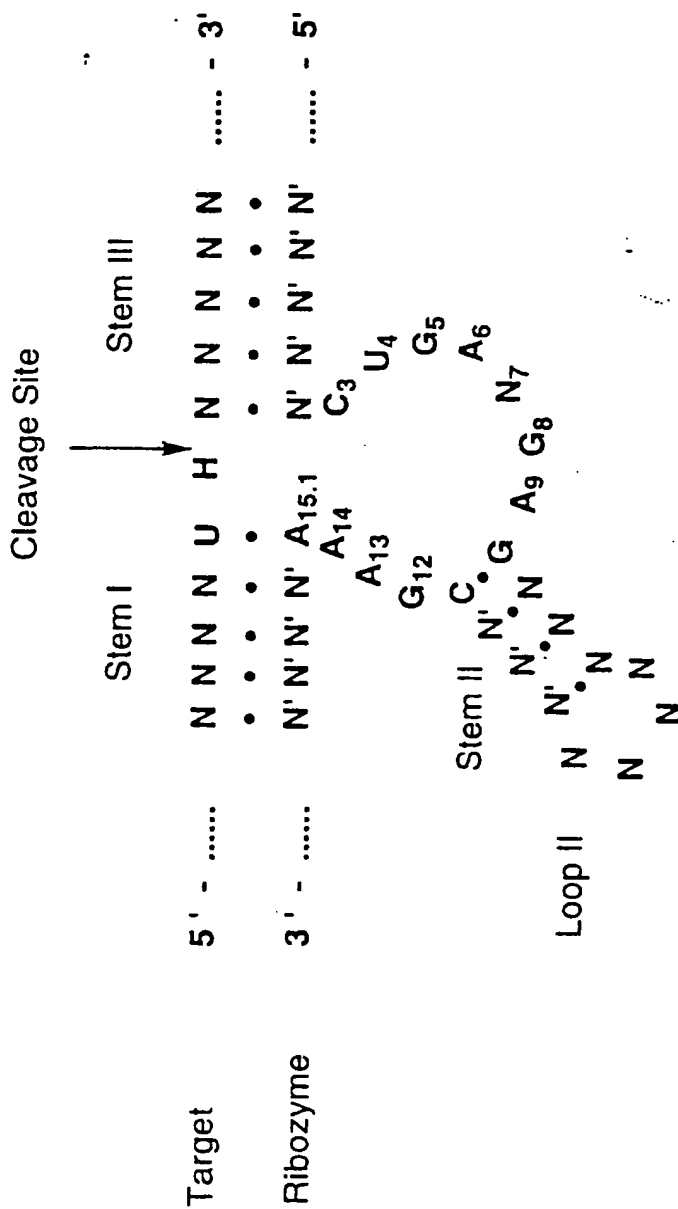 Cleavage Site
Stem I
Stem III
Target 5' - ...... N N N N U H N N N N N ...... - 3'
Ribozyme 3' - ...... N' N' N' N' A15.1 N' N' N' N' N' ...... - 5'
A14 C3
A13 U4
G12 G5
A6
N7
G8
A9
C G
N' N
N' N
N' N
Stem II
N N
N N
Loop II